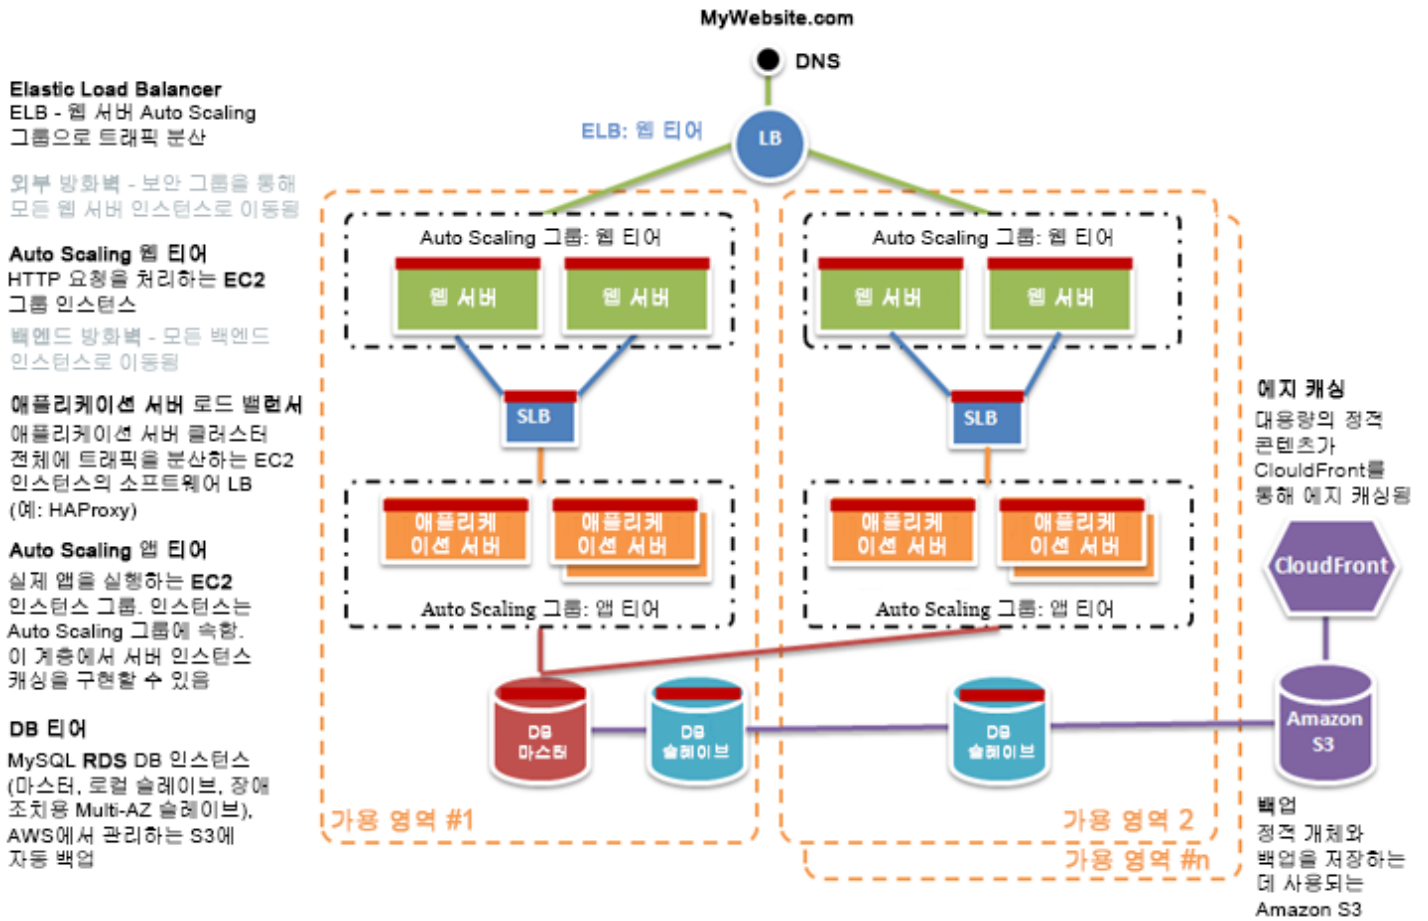 MyWebsite.com
DNS
Elastic Load Balancer
ELB - 웹 서버 Auto Scaling
그룹으로 트래픽 분산
외부 방화벽 - 보안 그룹을 통해
모든 웹 서버 인스턴스로 이동됨
Auto Scaling 웹 티어
HTTP 요청을 처리하는 EC2
그룹 인스턴스
백엔드 방화벽 - 모든 백엔드
인스턴스로 이동됨
애플리케이션 서버 로드 밸런서
애플리케이션 서버 클러스터
전체에 트래픽을 분산하는 EC2
인스턴스의 소프트웨어 LB
(예: HAProxy)
Auto Scaling 앱 티어
실제 앱을 실행하는 EC2
인스턴스 그룹. 인스턴스는
Auto Scaling 그룹에 속함.
이 계층에서 서버 인스턴스
캐싱을 구현할 수 있음
DB 티어
MySQL RDS DB 인스턴스
(마스터, 로컬 슬레이브, 장애
조치용 Multi-AZ 슬레이브),
AWS에서 관리하는 S3에
자동 백업
ELB: 웹 티어
LB
Auto Scaling 그룹: 웹 티어
웹 서버
웹 서버
SLB
애플리케
이션 서버
애플리케
이션 서버
Auto Scaling 그룹: 앱 티어
DB
마스터
DB
슬레이브
가용 영역 #1
Auto Scaling 그룹: 웹 티어
웹 서버
웹 서버
SLB
애플리케
이션 서버
애플리케
이션 서버
Auto Scaling 그룹: 앱 티어
DB
슬레이브
가용 영역 2
가용 영역 #n
에지 캐싱
대용량의 정적
콘텐츠가
ClouldFront를
통해 에지 캐싱됨
CloudFront
Amazon
S3
백업
정적 개체와
백업을 저장하는
데 사용되는
Amazon S3